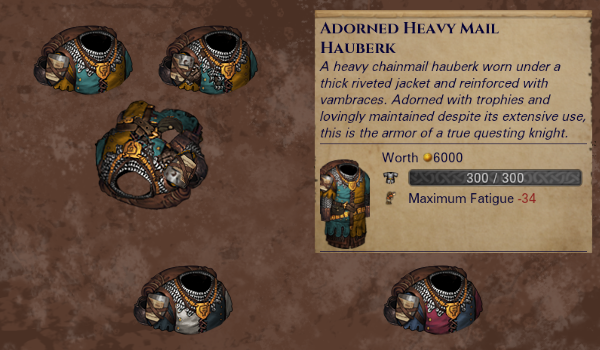 Adorned Heavy Mail
Hauberk
A heavy chainmail hauberk worn under a
thick riveted jacket and reinforced with
vambraces. Adorned with trophies and
lovingly maintained despite its extensive use,
this is the armor of a true questing knight.
Worth 6000
300 / 300
Maximum Fatigue -34